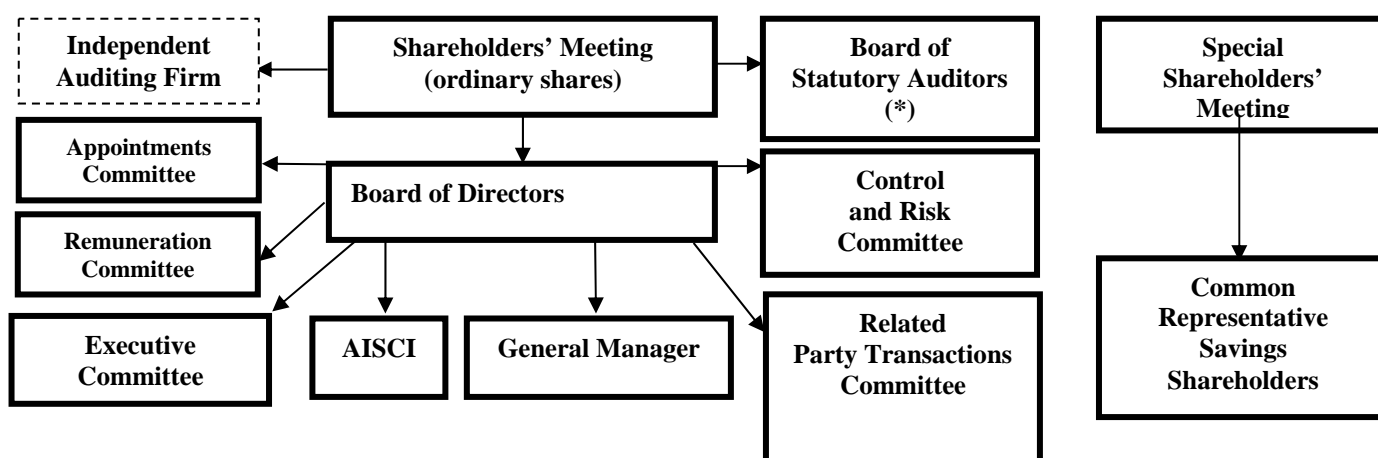 Independent
Auditing Firm
Shareholders’ Meeting
(ordinary shares)
Board of
Statutory Auditors
(*)
Special
Shareholders’
Meeting
Appointments
Committee
Board of Directors
Control
and Risk
Committee
Remuneration
Committee
Executive
Committee
AISCI
General Manager
Related
Party Transactions
Committee
Common
Representative
Savings
Shareholders